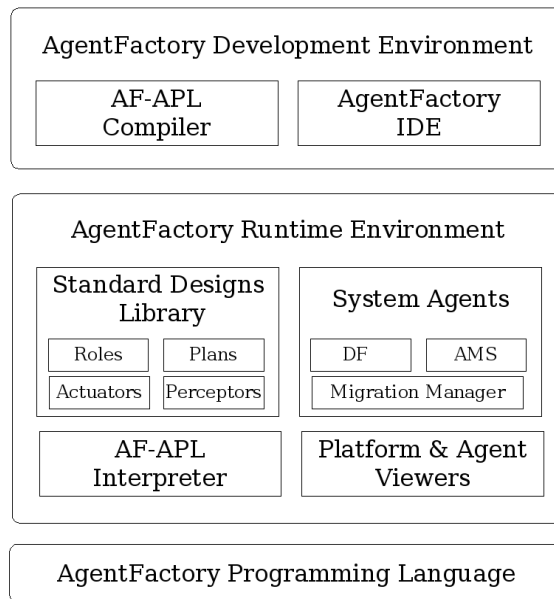 AgentFactory Development Environment
AF-APL
Compiler
AgentFactory
IDE
AgentFactory Runtime Environment
Standard Designs
Library
Roles
Plans
Actuators
Perceptors
System Agents
DF
AMS
Migration Manager
AF-APL
Interpreter
Platform & Agent
Viewers
AgentFactory Programming Language